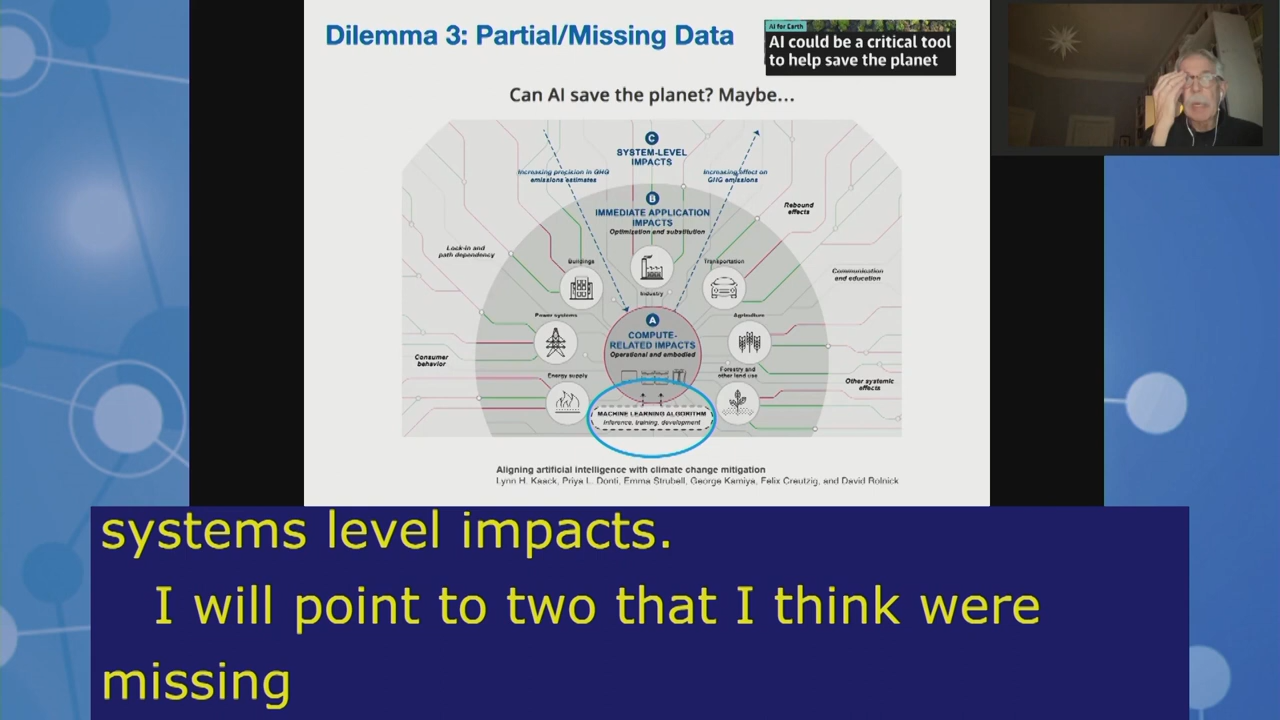 Dilemma 3: Partial/Missing Data
AI for Earth
AI could be a critical tool
to help save the planet
Can AI save the planet? Maybe…
C
SYSTEM-LEVEL
IMPACTS
Increasing precision in GHG
emissions estimates
Increasing effect on
GHG emissions
B
IMMEDIATE APPLICATION
IMPACTS
Optimization and substitution
Rebound
effects
Lock-in and
path dependency
Buildings
Industry
Transportation
Communication
and education
Power systems
A
COMPUTE-
RELATED IMPACTS
Operational and embodied
Agriculture
Consumer
behavior
Energy supply
Forestry and
other land use
Other systemic
effects
MACHINE LEARNING ALGORITHM
Inference, training, development
Aligning artificial intelligence with climate change mitigation
Lynn H. Kaack, Priya L. Donti, Emma Strubell, George Kamiya, Felix Creutzig, and David Rolnick
systems level impacts.
I will point to two that I think were
missing